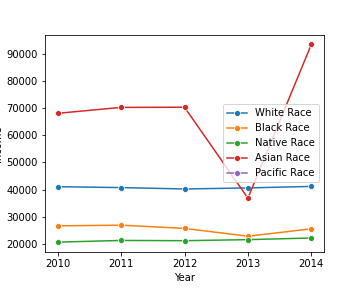 90000
80000
70000
60000
50000
40000
30000
20000
White Race
Black Race
Native Race
Asian Race
Pacific Race
2010 2011 2012 2013 2014
Year